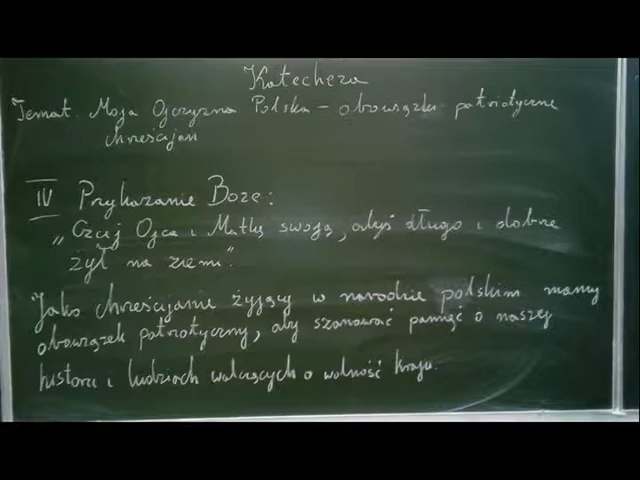 Katecheza
Temat. Moja Ojczyzna Polska - obowiązki patriotyczne
chrześcijan
IV Przykazanie Boże:
„Czcij Ojca i Matkę swoją, abyś długo i dobrze
żył na ziemi"
Jako chrześcijanie żyjący w narodzie polskim mamy
obowiązek patriotyczny, aby szanować pamięć o naszej
historii i ludziach walczących o wolność kraju.